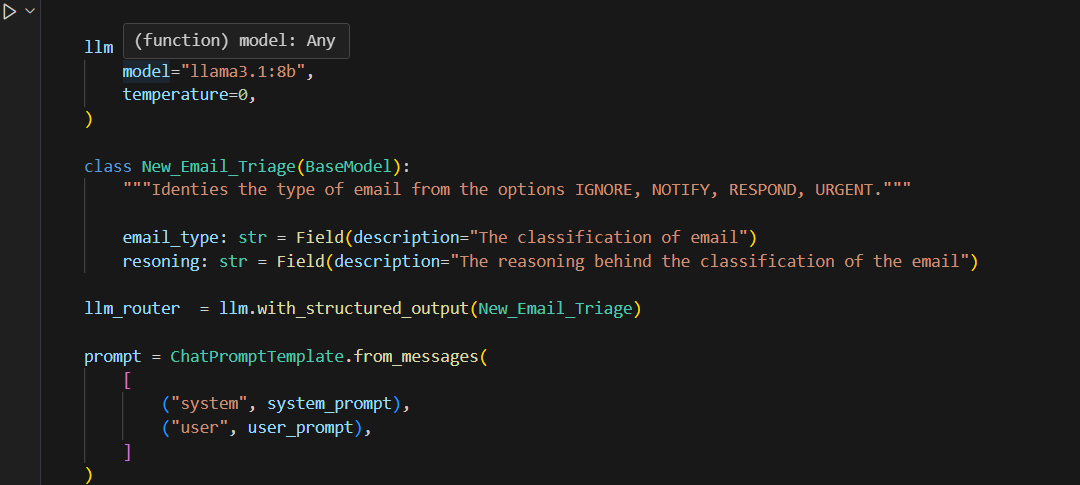 (function) model: Any
llm
model="llama3.1:8b",
temperature=0,
)
class New_Email_Triage(BaseModel):
"""Identies the type of email from the options IGNORE, NOTIFY, RESPOND, URGENT."""
email_type: str = Field(description="The classification of email")
resoning: str = Field(description="The reasoning behind the classification of the email")
llm_router  = llm.with_structured_output(New_Email_Triage)
prompt = ChatPromptTemplate.from_messages(
[
("system", system_prompt),
("user", user_prompt),
]
)